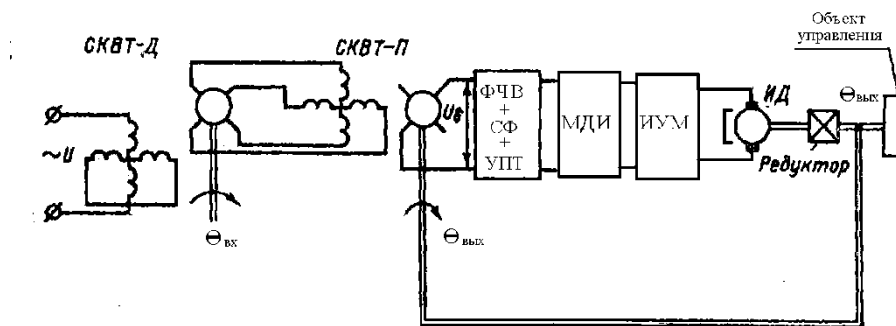 Объект
управления
СКВТ-Д
СКВТ-П
ФЧВ
+
СФ
+
УПТ
Uв
МДИ
ИУМ
ИД
Редуктор
Θвых
~U
Θвх
Θвых